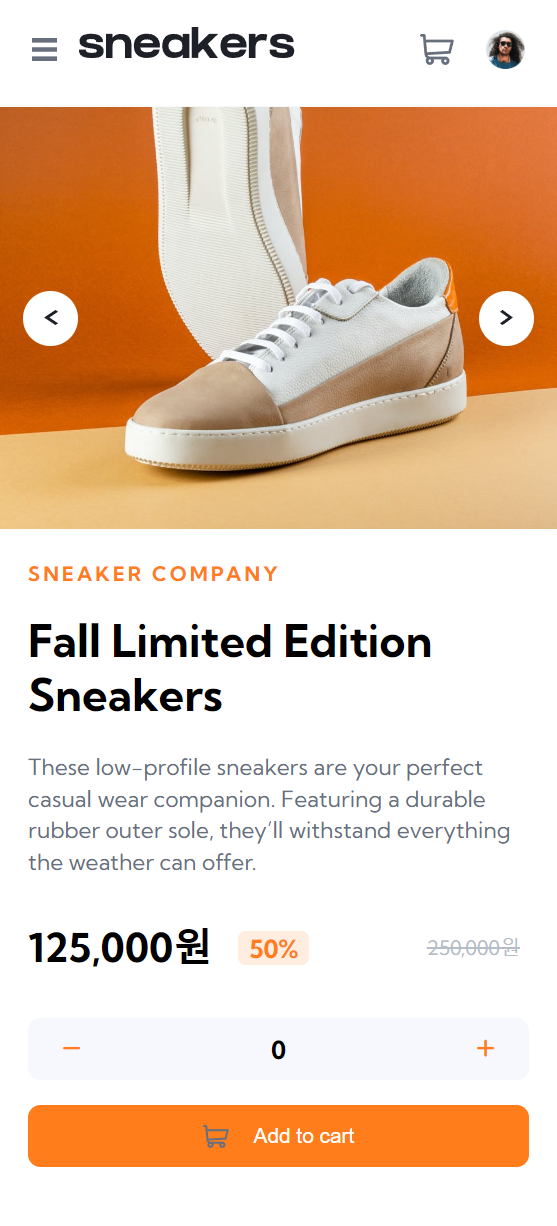 sneakers
SNEAKER COMPANY
Fall Limited Edition
Sneakers
These low-profile sneakers are your perfect
casual wear companion. Featuring a durable
rubber outer sole, they’ll withstand everything
the weather can offer.
125,000원 50% 250,000원
− 0 +
Add to cart